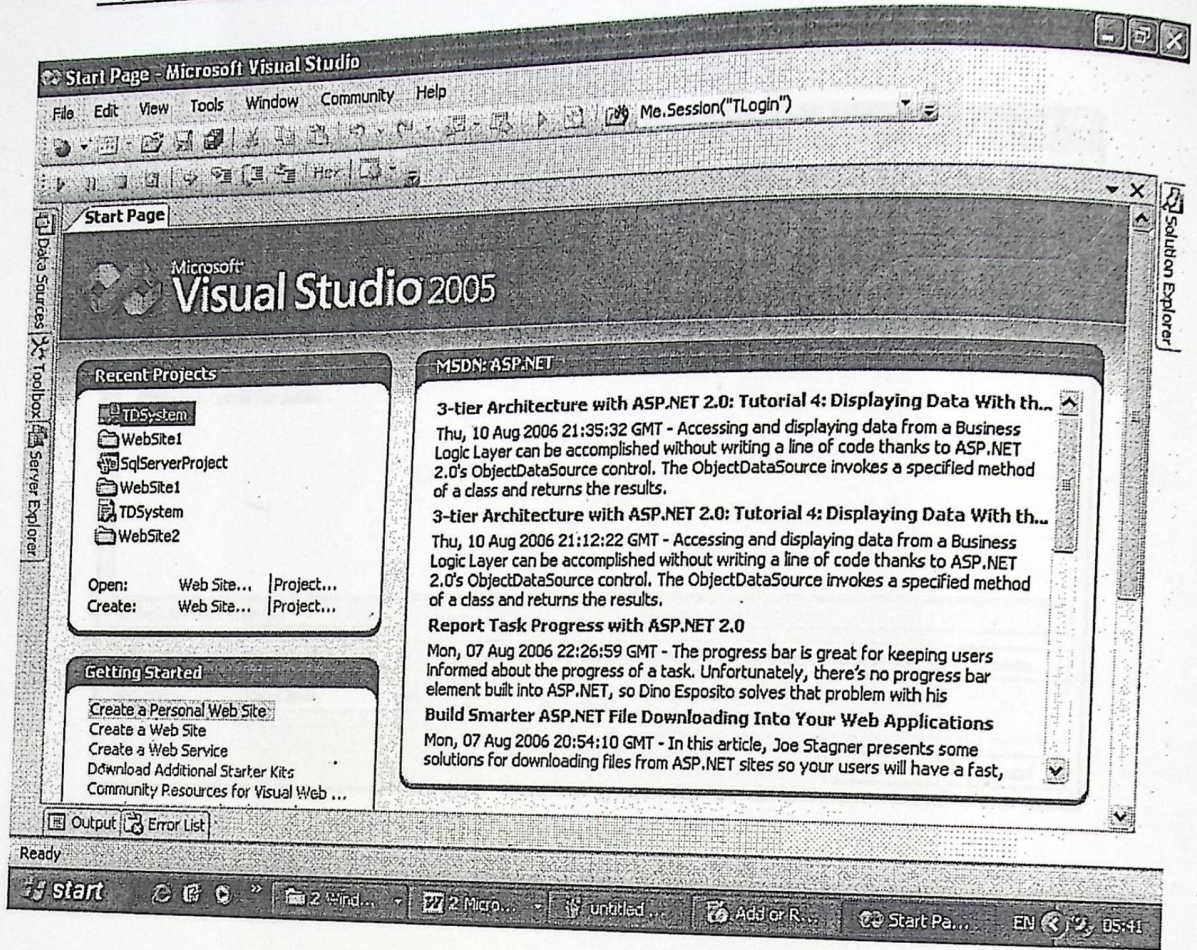 Start Page - Microsoft Visual Studio
File Edit View Tools Window Community Help
Me.Session("TLogin")
Hex
Start Page
Data Sources Toolbox Server Explorer
Solution Explorer
Microsoft
Visual Studio 2005
Recent Projects
TDSystem
WebSite1
SqlServerProject
WebSite1
TDSystem
WebSite2
Open: Web Site... Project...
Create: Web Site... Project...
Getting Started
Create a Personal Web Site
Create a Web Site
Create a Web Service
Download Additional Starter Kits
Community Resources for Visual Web ...
MSDN: ASP.NET
3-tier Architecture with ASP.NET 2.0: Tutorial 4: Displaying Data With th...
Thu, 10 Aug 2006 21:35:32 GMT - Accessing and displaying data from a Business
Logic Layer can be accomplished without writing a line of code thanks to ASP.NET
2.0's ObjectDataSource control. The ObjectDataSource invokes a specified method
of a class and returns the results.
3-tier Architecture with ASP.NET 2.0: Tutorial 4: Displaying Data With th...
Thu, 10 Aug 2006 21:12:22 GMT - Accessing and displaying data from a Business
Logic Layer can be accomplished without writing a line of code thanks to ASP.NET
2.0's ObjectDataSource control. The ObjectDataSource invokes a specified method
of a class and returns the results.
Report Task Progress with ASP.NET 2.0
Mon, 07 Aug 2006 22:26:59 GMT - The progress bar is great for keeping users
informed about the progress of a task. Unfortunately, there's no progress bar
element built into ASP.NET, so Dino Esposito solves that problem with his
Build Smarter ASP.NET File Downloading Into Your Web Applications
Mon, 07 Aug 2006 20:54:10 GMT - In this article, Joe Stagner presents some
solutions for downloading files from ASP.NET sites so your users will have a fast,
Output Error List
Ready
start 2 Wind... 2 Micro... untitled ... Add or R... Start Pa... EN 05:41